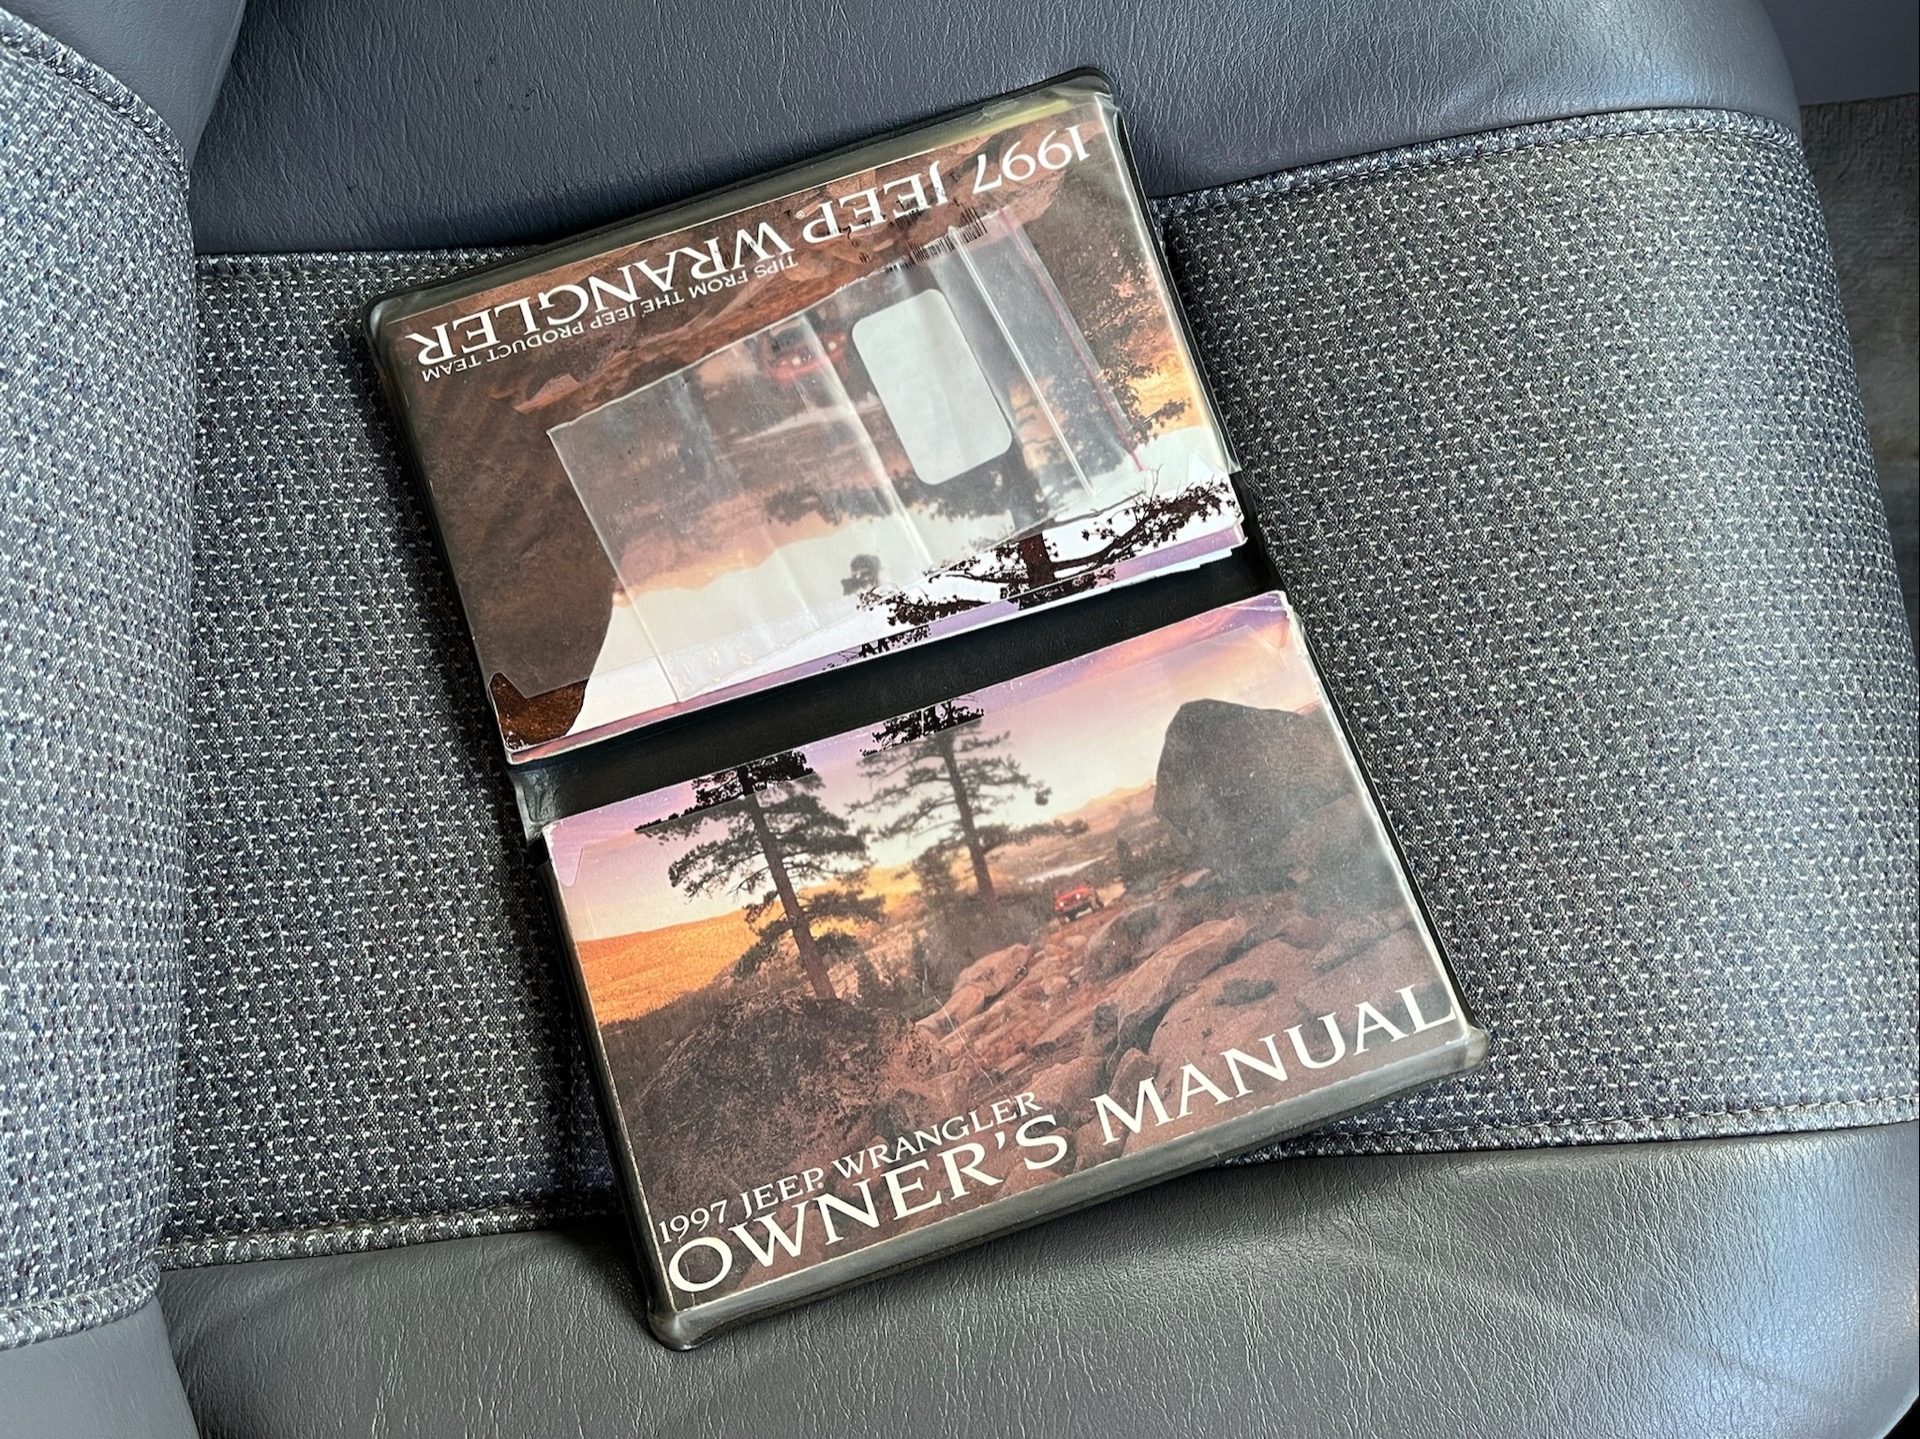 1997 JEEP® WRANGLER
TIPS FROM THE JEEP PRODUCT TEAM
1997 JEEP® WRANGLER
OWNER'S MANUAL